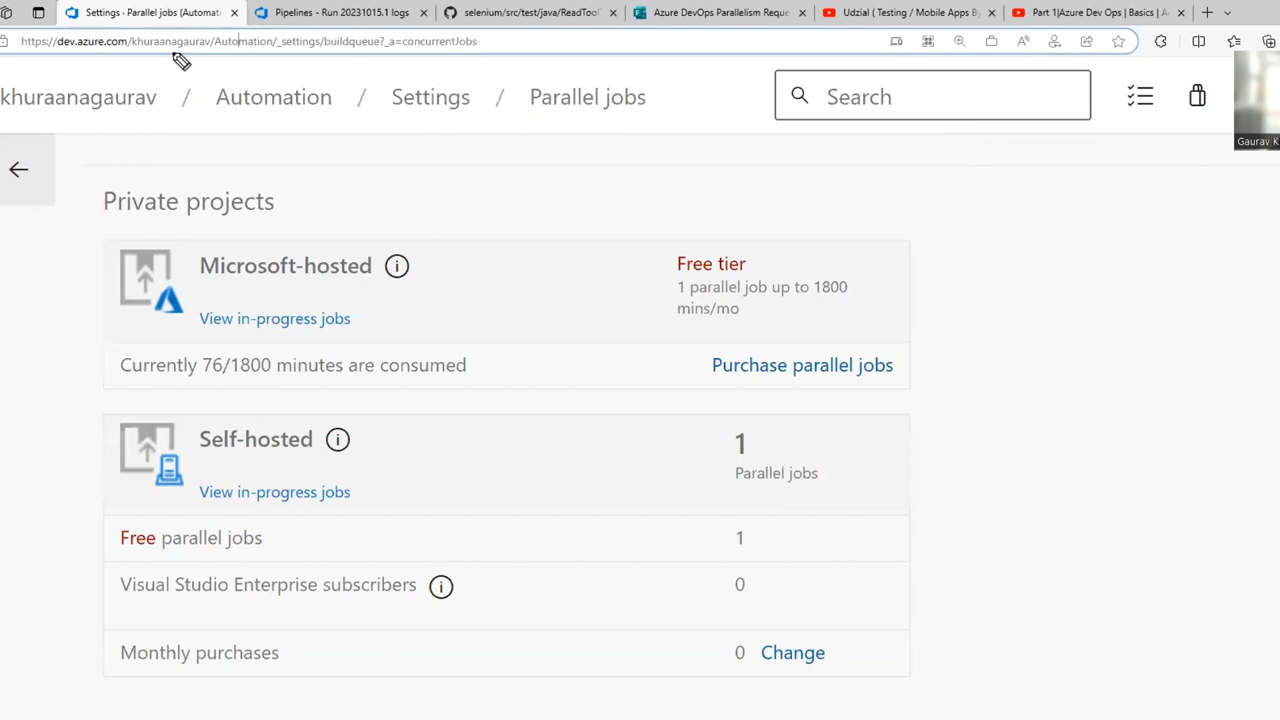 Settings - Parallel jobs (Automati
Pipelines - Run 20231015.1 logs
selenium/src/test/java/ReadTool
Azure DevOps Parallelism Reque
Udzial ( Testing / Mobile Apps By
Part 1|Azure Dev Ops | Basics | A
https://dev.azure.com/khuraanagaurav/Automation/_settings/buildqueue?_a=concurrentJobs
khuraanagaurav / Automation / Settings / Parallel jobs
Search
Gaurav K
Private projects
Microsoft-hosted
Free tier
1 parallel job up to 1800
mins/mo
View in-progress jobs
Currently 76/1800 minutes are consumed
Purchase parallel jobs
Self-hosted
1
Parallel jobs
View in-progress jobs
Free parallel jobs 1
Visual Studio Enterprise subscribers 0
Monthly purchases 0 Change